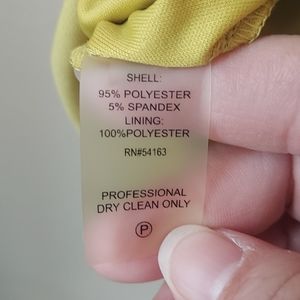 SHELL:
95% POLYESTER
5% SPANDEX
LINING:
100%POLYESTER
RN#54163
PROFESSIONAL
DRY CLEAN ONLY
P